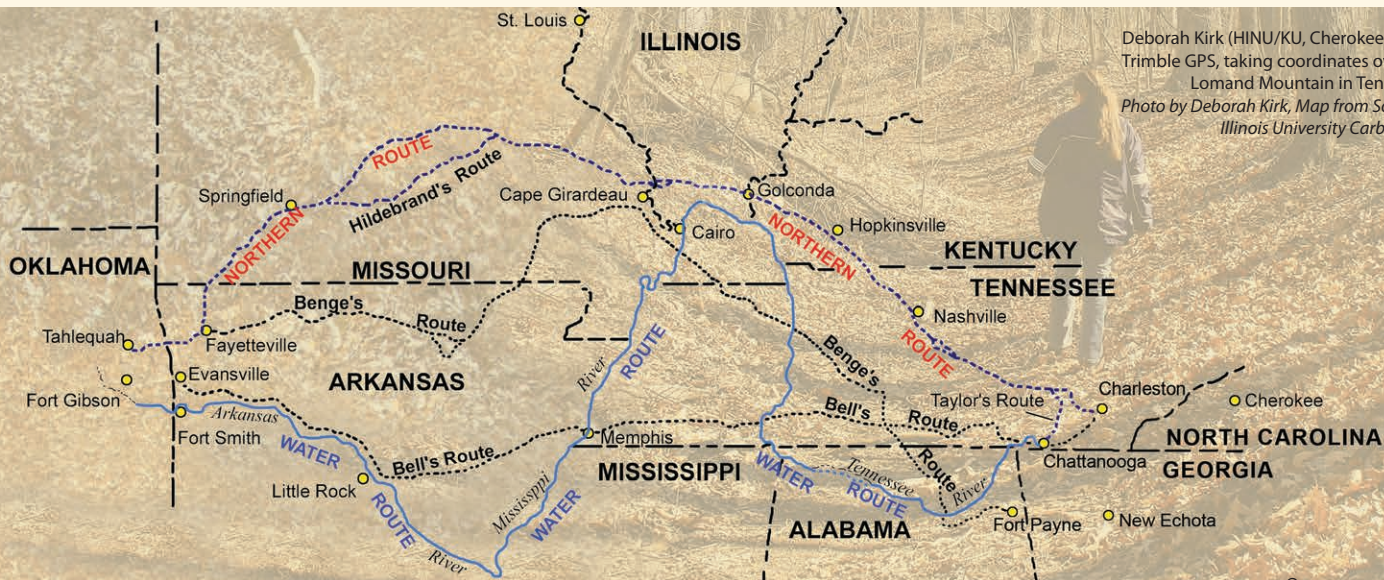 St. Louis
ILLINOIS
Deborah Kirk (HINU/KU, Cherokee
Trimble GPS, taking coordinates
Lomand Mountain in
Photo by Deborah Kirk, Map from
Illinois University
ROUTE
Hildebrand's Route
Springfield
Cape Girardeau
Golconda
NORTHERN
Cairo
NORTHERN
Hopkinsville
KENTUCKY
OKLAHOMA
MISSOURI
TENNESSEE
Benge's
Route
Nashville
Tahlequah
Fayetteville
River
ROUTE
Benge's
ROUTE
Evansville
ARKANSAS
Taylor's Route
Charleston
Fort Gibson
Arkansas
Bell's
Route
Cherokee
Fort Smith
WATER
Bell's Route
Memphis
NORTH CAROLINA
MISSISSIPPI
WATER
Tennessee
Route
Chattanooga
GEORGIA
Little Rock
ROUTE
Mississppi
WATER
ROUTE
River
Fort Payne
New Echota
ALABAMA
River